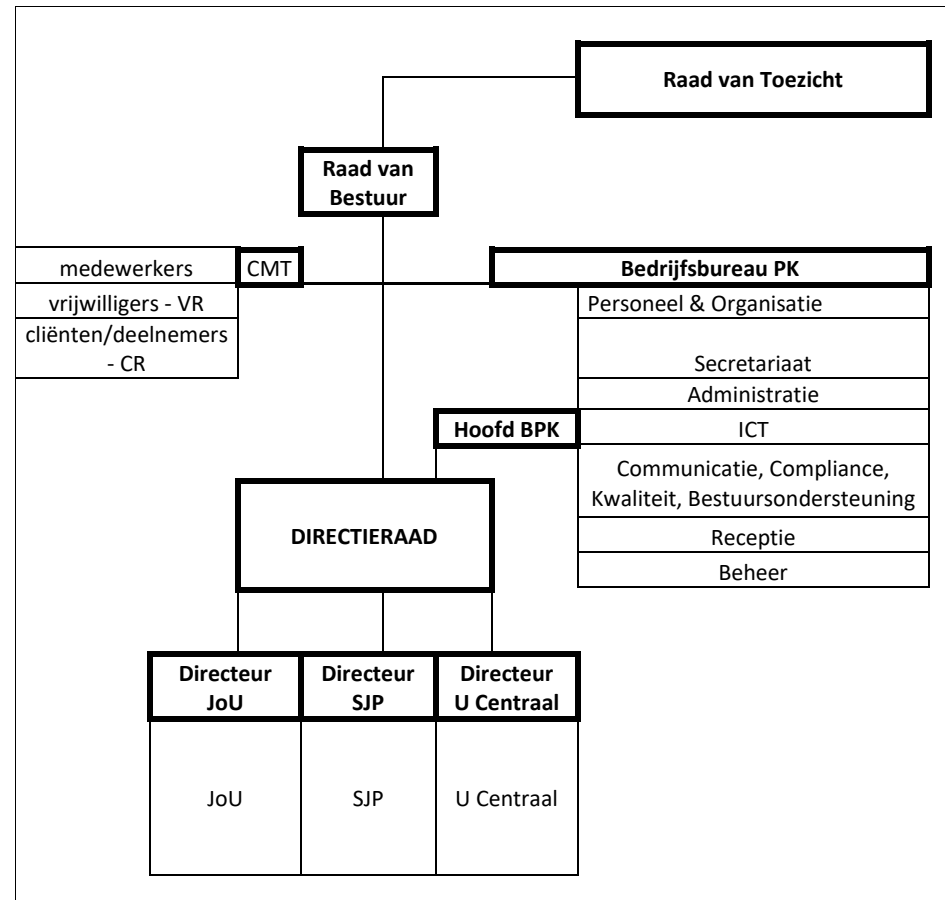 Raad van Toezicht
Raad van
Bestuur
medewerkers
CMT
Bedrijfsbureau PK
vrijwilligers - VR
Personeel & Organisatie
cliënten/deelnemers
- CR
Secretariaat
Administratie
Hoofd BPK
ICT
Communicatie, Compliance,
Kwaliteit, Bestuursondersteuning
DIRECTIERAAD
Receptie
Beheer
Directeur
JoU
Directeur
SJP
Directeur
U Centraal
JoU
SJP
U Centraal